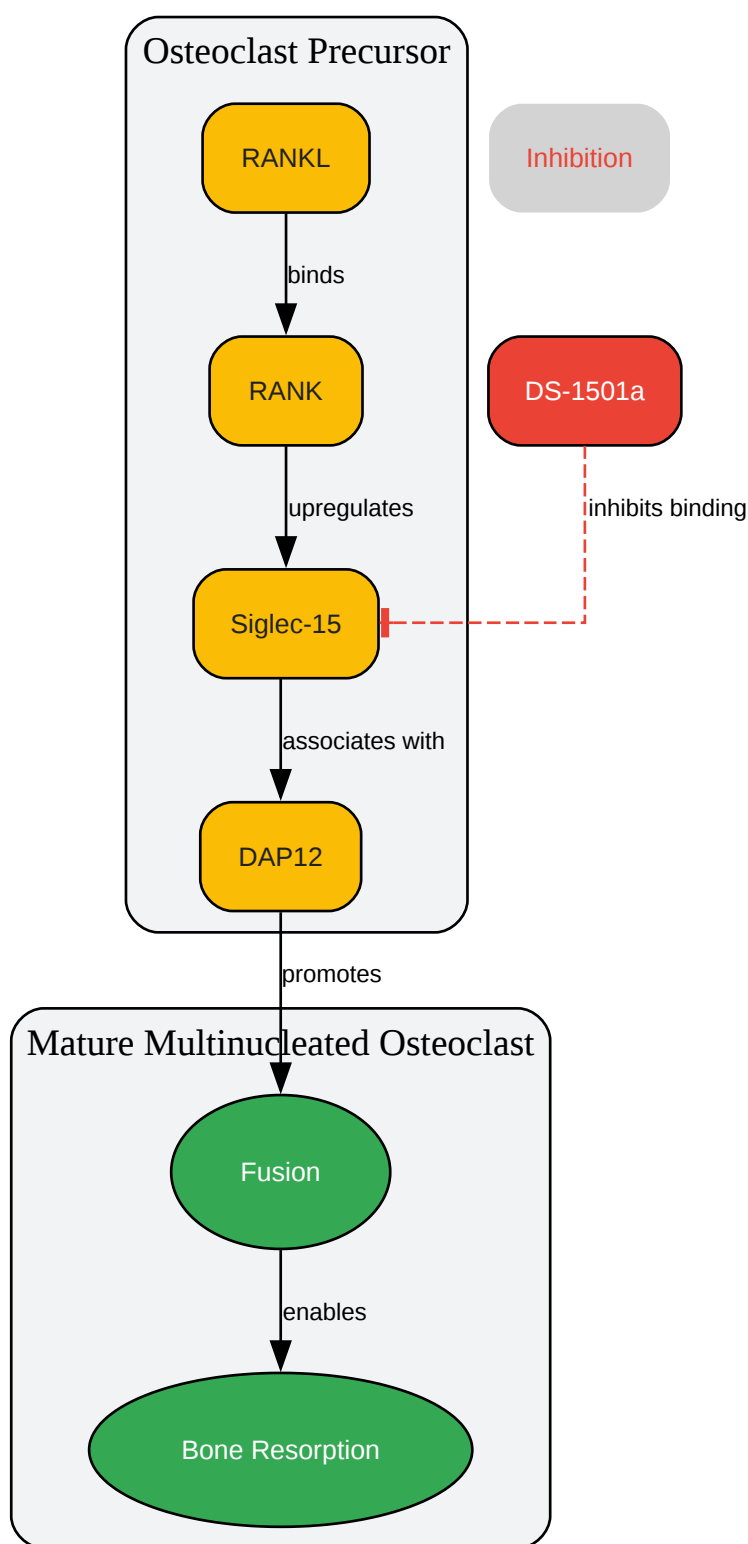 Osteoclast Precursor
RANKL
Inhibition
binds
RANK
DS-1501a
upregulates
inhibits binding
Siglec-15
associates with
DAP12
promotes
Mature Multinucleated Osteoclast
Fusion
enables
Bone Resorption